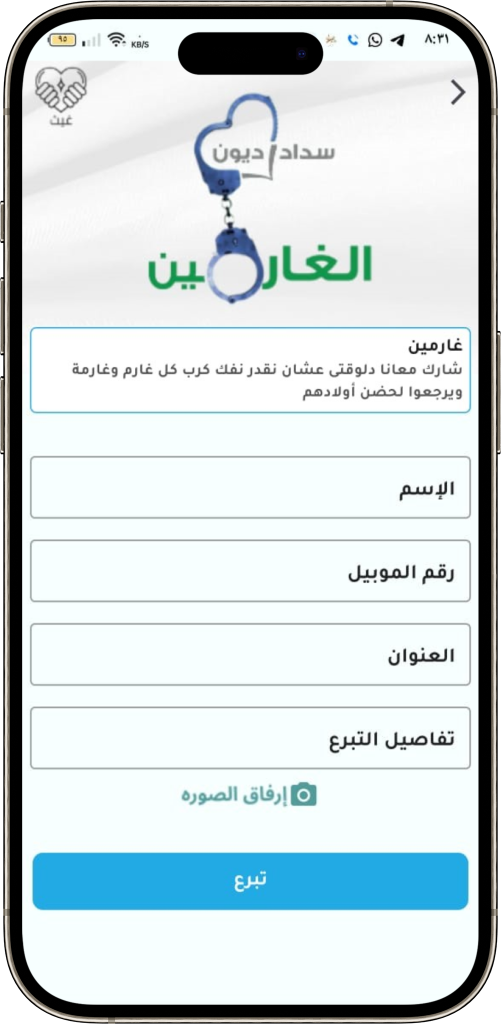 ٩٥
KB/S
٨:٣١
غيث
سداد ديون
الغارمين
غارمين
شارك معانا دلوقتى عشان نقدر نفك كرب كل غارم وغارمة
ويرجعوا لحضن أولادهم
الإسم
رقم الموبيل
العنوان
تفاصيل التبرع
إرفاق الصوره
تبرع